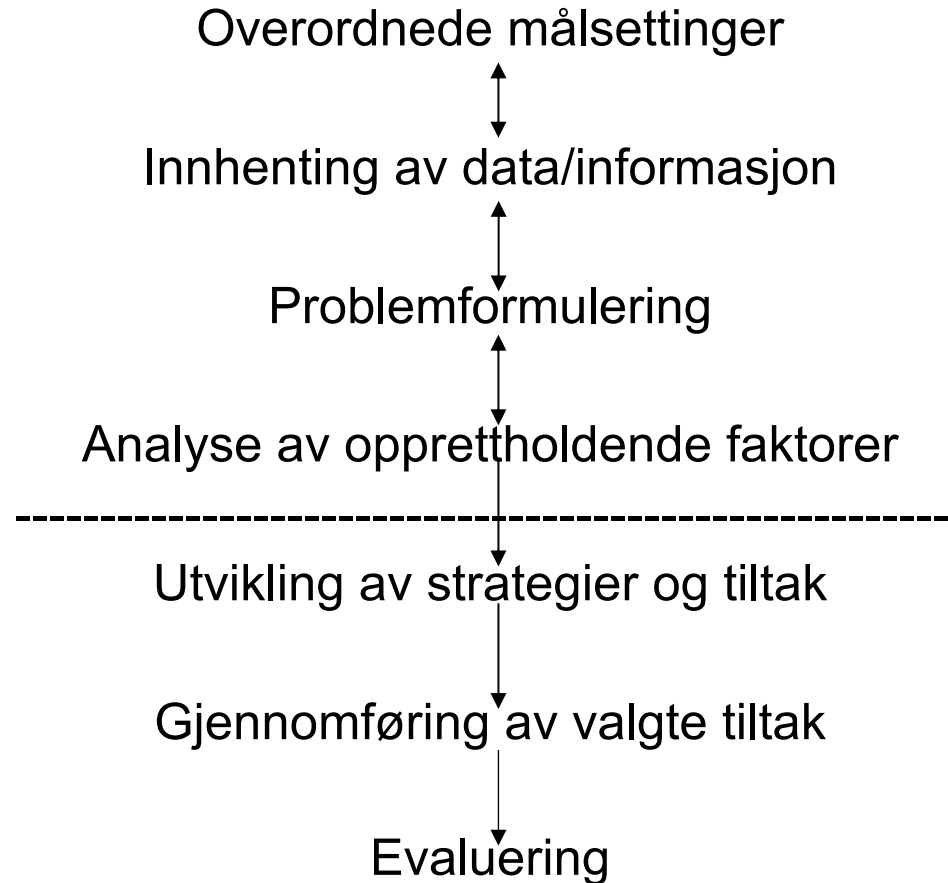 Overordnede målsettinger
Innhenting av data/informasjon
Problemformulering
Analyse av opprettholdende faktorer
Utvikling av strategier og tiltak
Gjennomføring av valgte tiltak
Evaluering